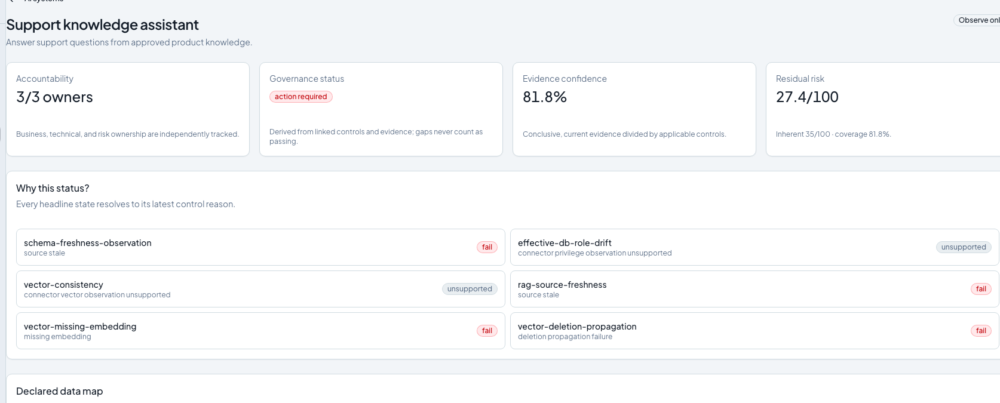 AI systems
Support knowledge assistant
Observe onl
Answer support questions from approved product knowledge.
Accountability
3/3 owners
Business, technical, and risk ownership are independently tracked.
Governance status
action required
Derived from linked controls and evidence; gaps never count as
passing.
Evidence confidence
81.8%
Conclusive, current evidence divided by applicable controls.
Residual risk
27.4/100
Inherent 35/100 · coverage 81.8%.
Why this status?
Every headline state resolves to its latest control reason.
schema-freshness-observation
source stale
fail
effective-db-role-drift
connector privilege observation unsupported
unsupported
vector-consistency
connector vector observation unsupported
unsupported
rag-source-freshness
source stale
fail
vector-missing-embedding
missing embedding
fail
vector-deletion-propagation
deletion propagation failure
fail
Declared data map